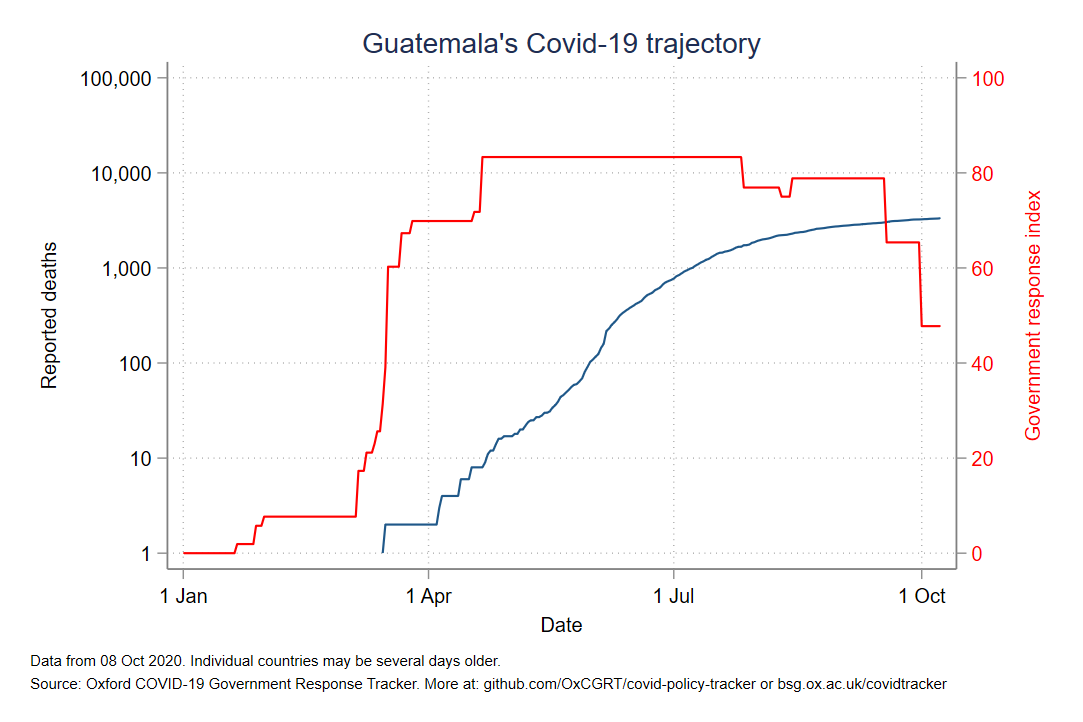 Guatemala's Covid-19 trajectory
100,000
10,000
1,000
100
10
1
Reported deaths
100
80
60
40
20
0
Government response index
1 Jan
1 Apr
1 Jul
1 Oct
Date
Data from 08 Oct 2020. Individual countries may be several days older.
Source: Oxford COVID-19 Government Response Tracker. More at: github.com/OxCGRT/covid-policy-tracker or bsg.ox.ac.uk/covidtracker